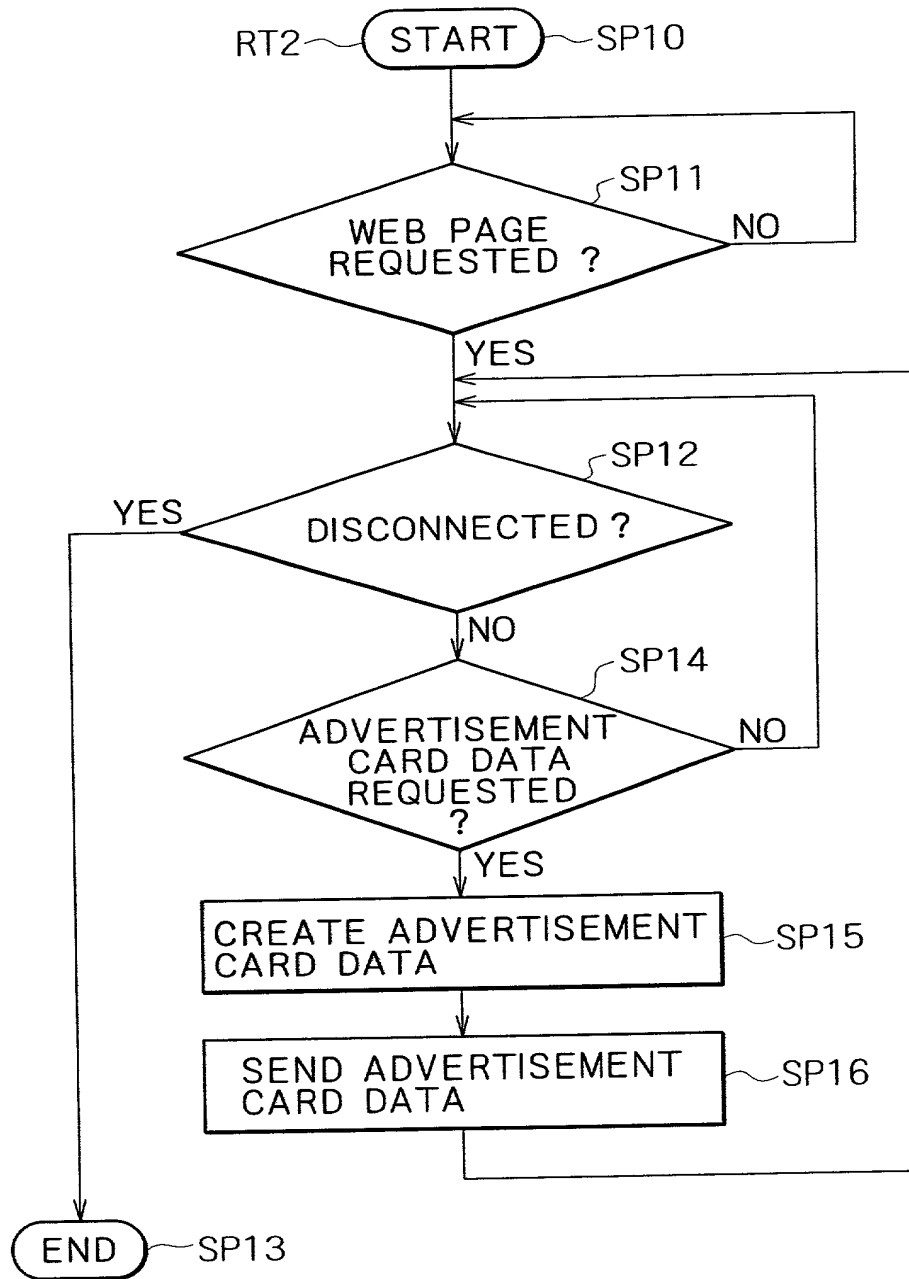 RT2 START SP10
SP11
WEB PAGE
REQUESTED ?
NO
YES
SP12
YES
DISCONNECTED ?
NO
SP14
ADVERTISEMENT
CARD DATA
REQUESTED
?
NO
YES
CREATE ADVERTISEMENT
CARD DATA
SP15
SEND ADVERTISEMENT
CARD DATA
SP16
END SP13